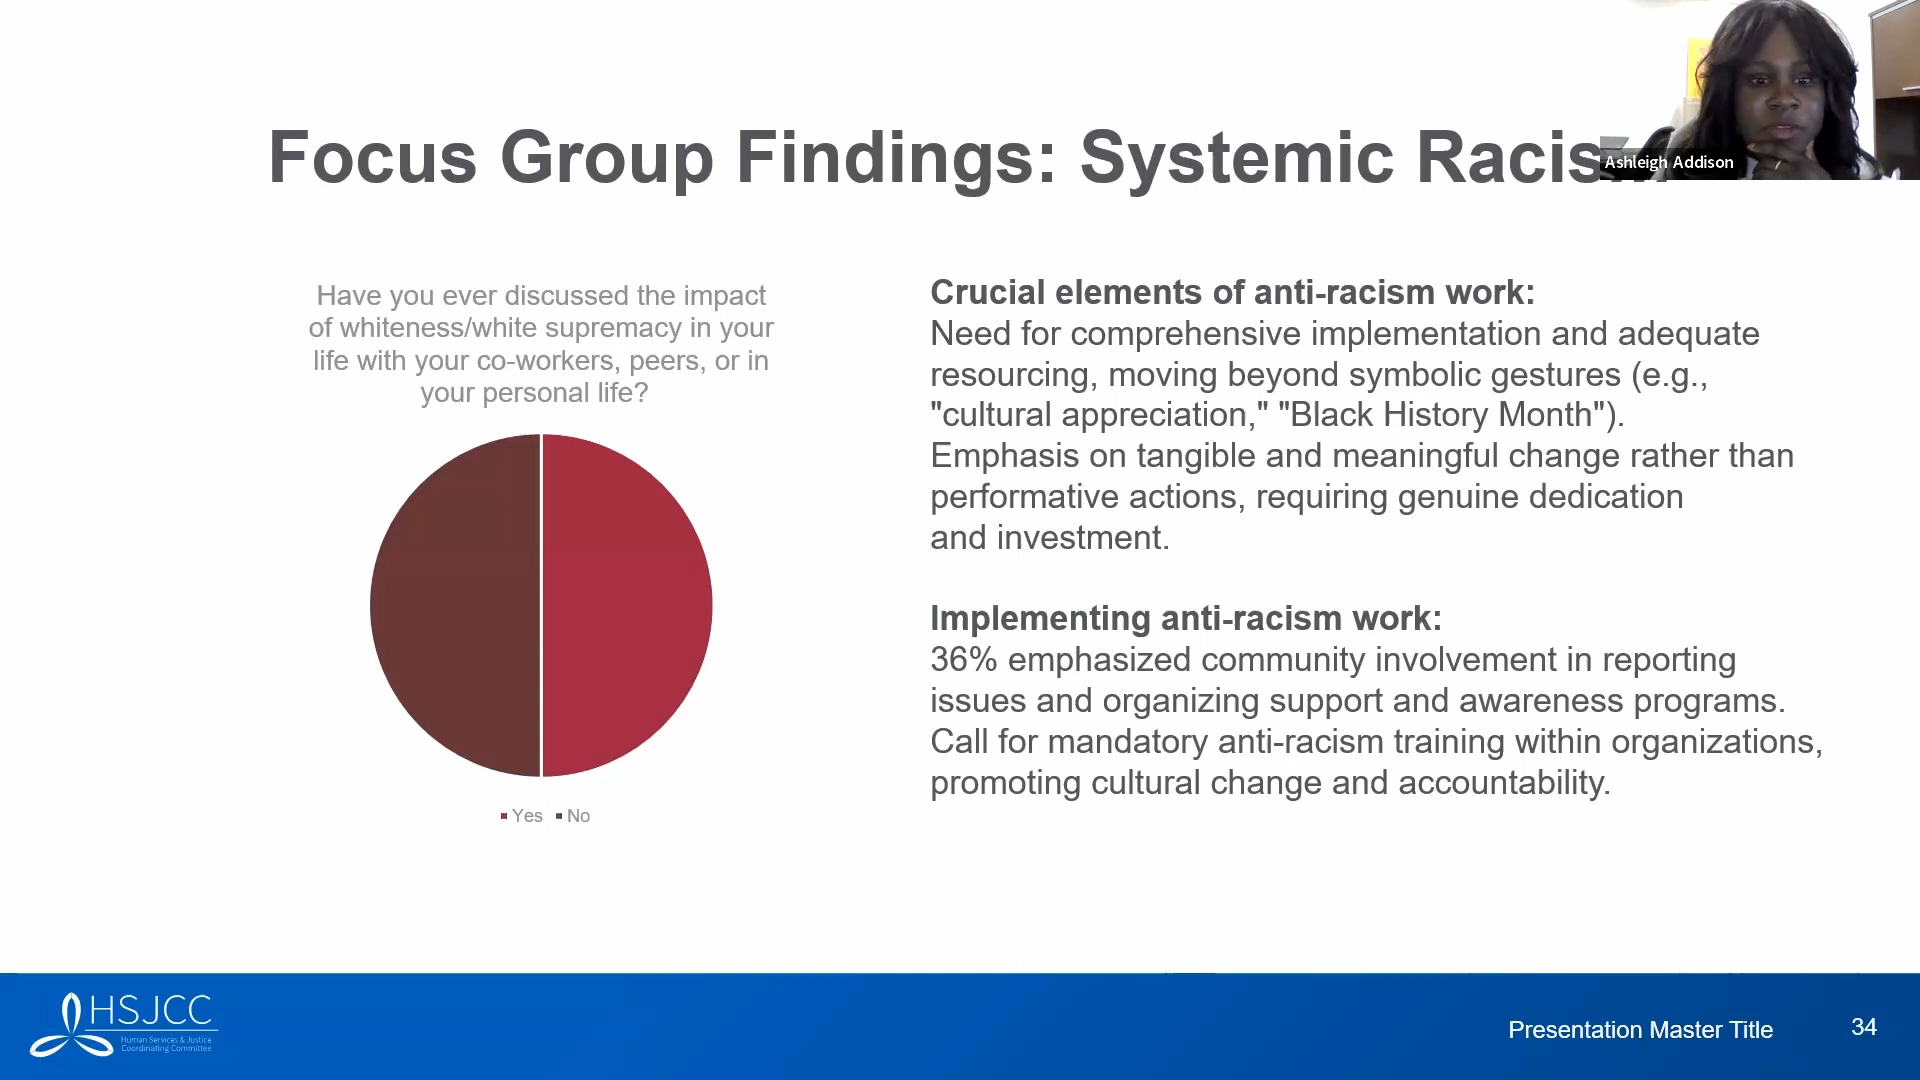 Focus Group Findings: Systemic Racis
Ashleigh Addison
Have you ever discussed the impact
of whiteness/white supremacy in your
life with your co-workers, peers, or in
your personal life?
Yes No
Crucial elements of anti-racism work:
Need for comprehensive implementation and adequate
resourcing, moving beyond symbolic gestures (e.g.,
"cultural appreciation," "Black History Month").
Emphasis on tangible and meaningful change rather than
performative actions, requiring genuine dedication
and investment.
Implementing anti-racism work:
36% emphasized community involvement in reporting
issues and organizing support and awareness programs.
Call for mandatory anti-racism training within organizations,
promoting cultural change and accountability.
HSJCC
Human Services & Justice
Coordinating Committee
Presentation Master Title
34